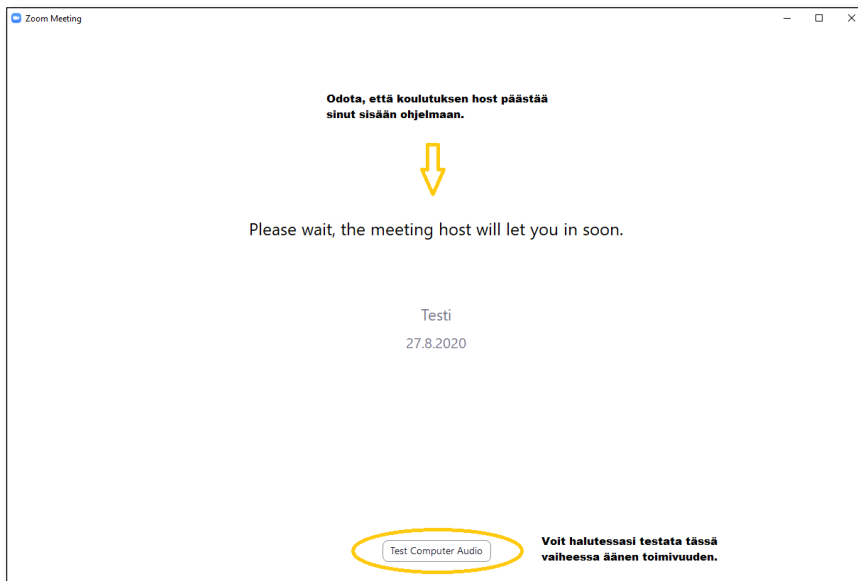 Zoom Meeting
Odota, että koulutuksen host päästää
sinut sisään ohjelmaan.
Please wait, the meeting host will let you in soon.
Testi
27.8.2020
Test Computer Audio
Voit halutessasi testata tässä
vaiheessa äänen toimivuuden.